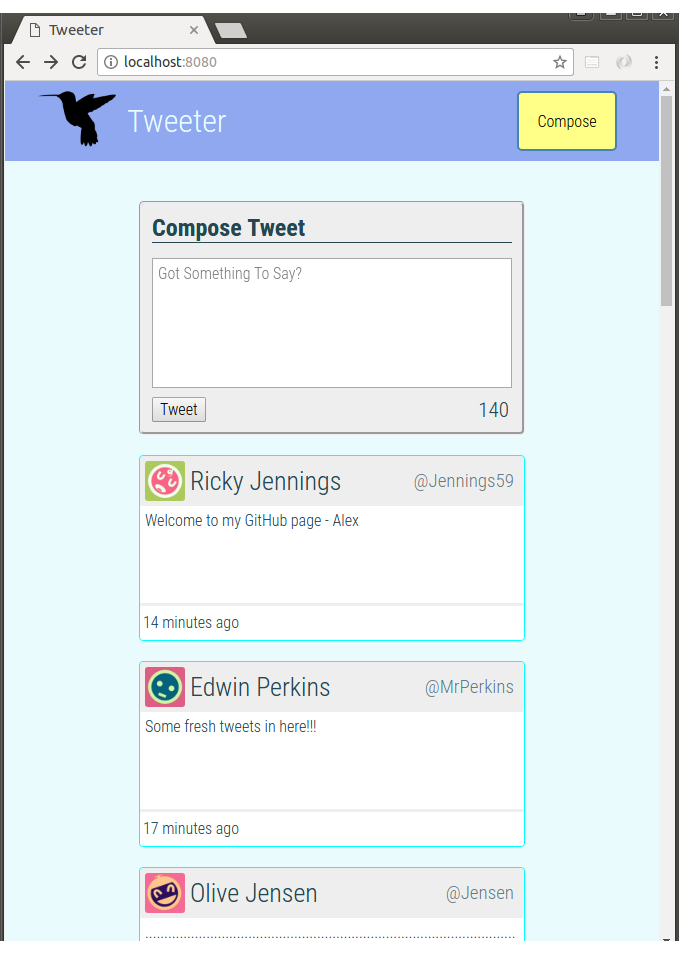 Tweeter
localhost:8080
Tweeter
Compose
Compose Tweet
Got Something To Say?
Tweet
140
Ricky Jennings
@Jennings59
Welcome to my GitHub page - Alex
14 minutes ago
Edwin Perkins
@MrPerkins
Some fresh tweets in here!!!
17 minutes ago
Olive Jensen
@Jensen